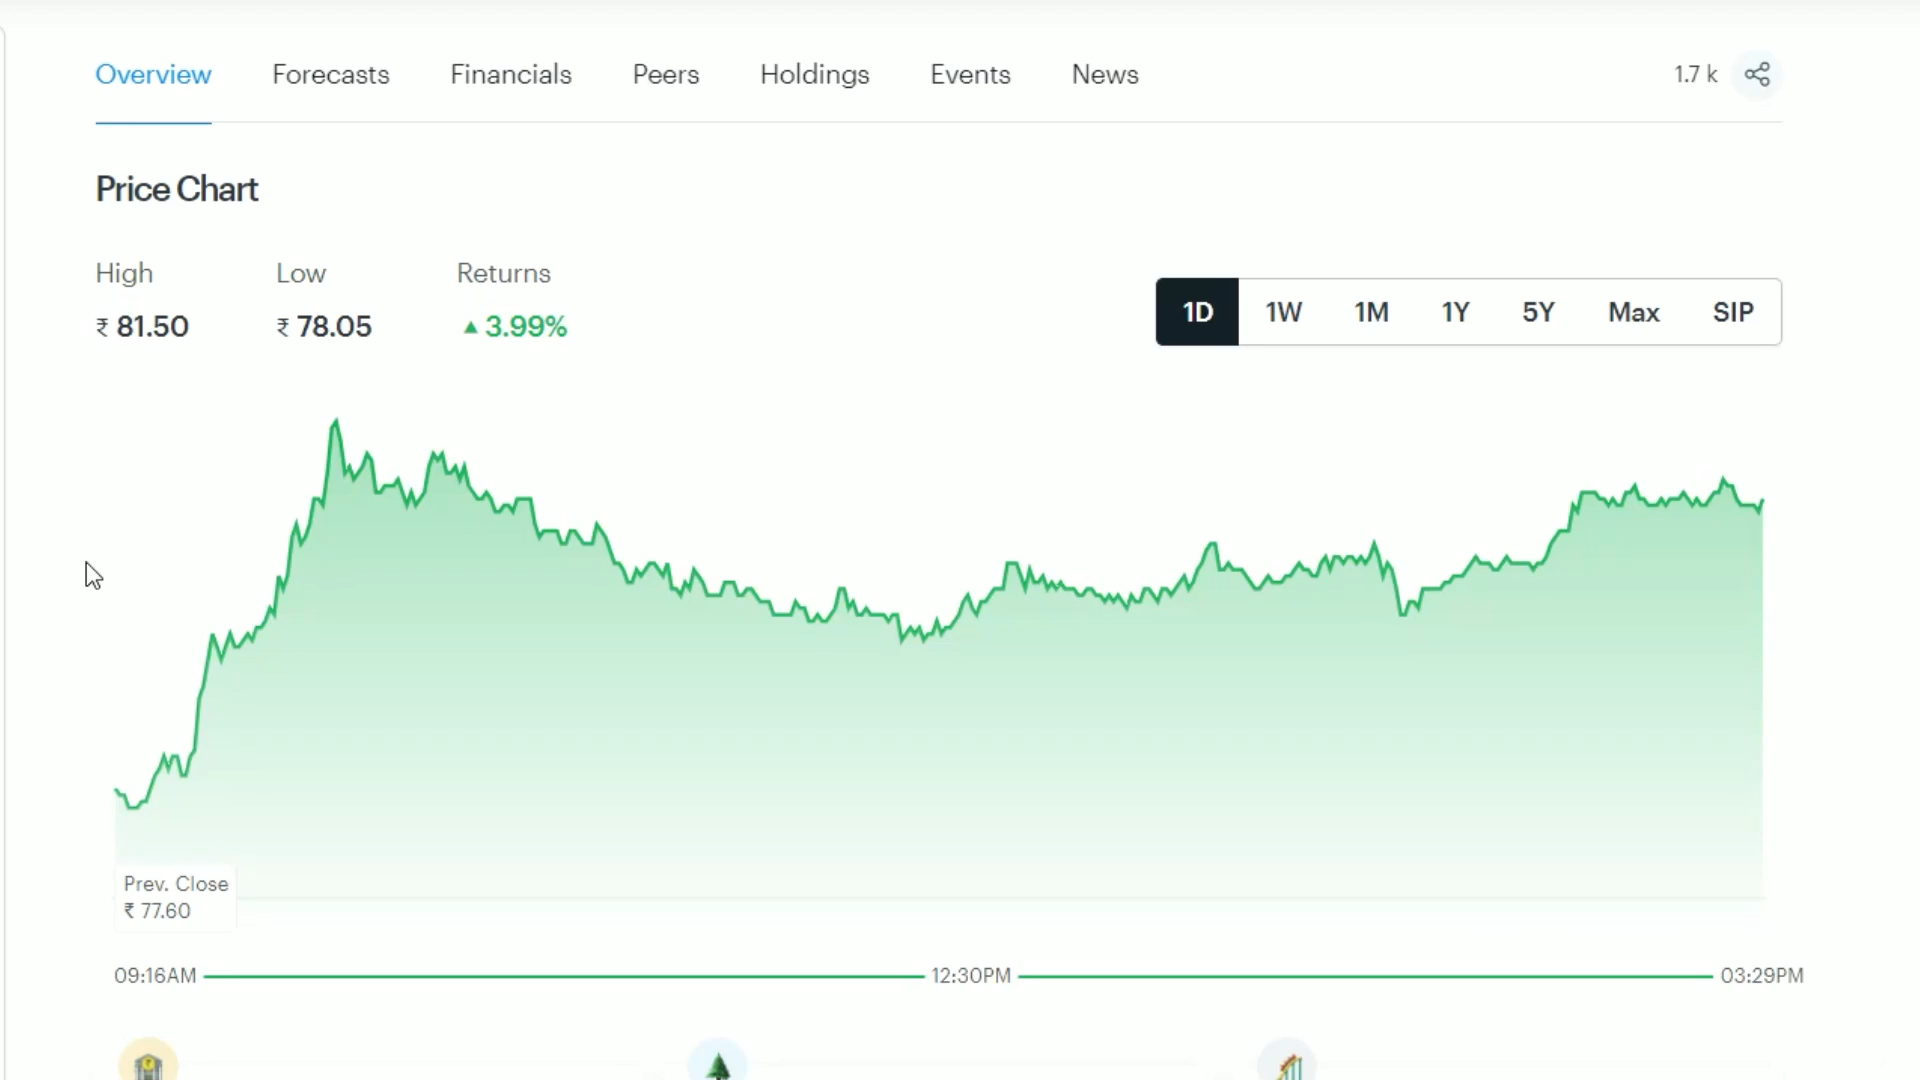 Overview Forecasts Financials Peers Holdings Events News 1.7 k
Price Chart
High Low Returns
₹ 81.50 ₹ 78.05 ▲ 3.99%
1D 1W 1M 1Y 5Y Max SIP
Prev. Close
₹ 77.60
09:16AM 12:30PM 03:29PM